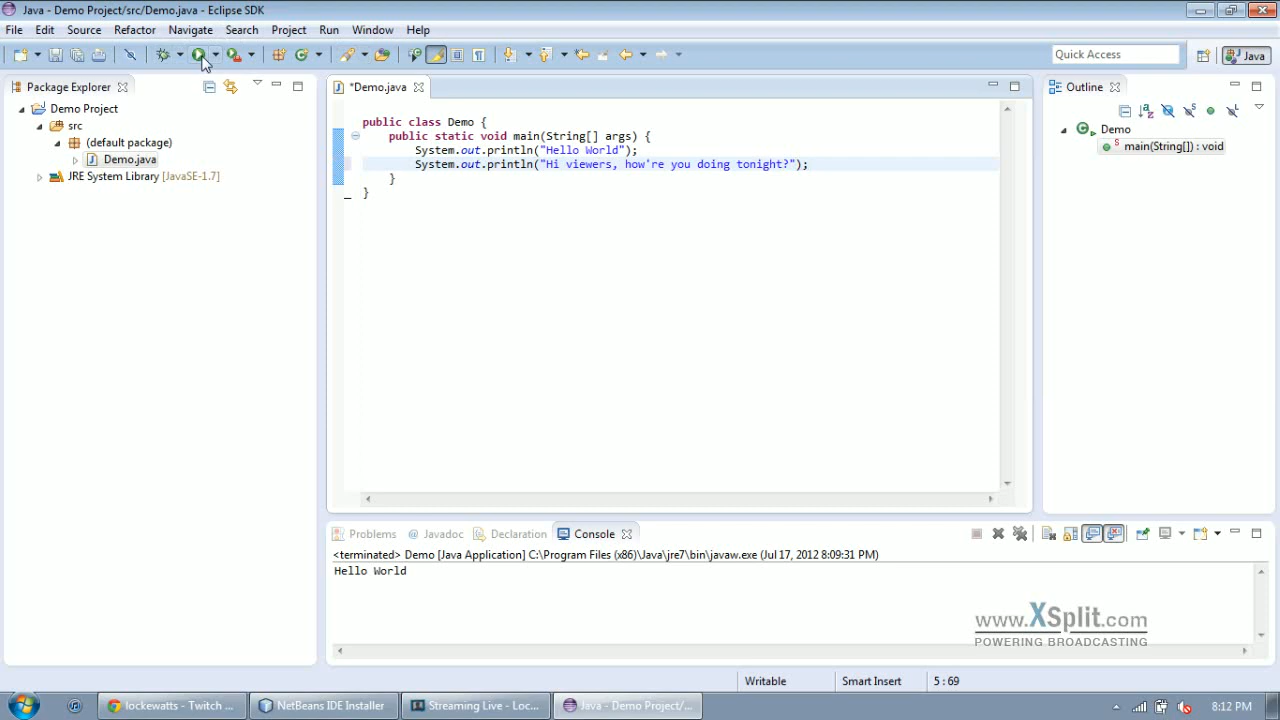 Java - Demo Project/src/Demo.java - Eclipse SDK
File Edit Source Refactor Navigate Search Project Run Window Help
Quick Access
Java
Package Explorer
Demo Project
src
(default package)
Demo.java
JRE System Library [JavaSE-1.7]
*Demo.java
public class Demo {
public static void main(String[] args) {
System.out.println("Hello World");
System.out.println("Hi viewers, how're you doing tonight?");
}
}
Outline
Demo
main(String[]) : void
Problems @ Javadoc Declaration Console
<terminated> Demo [Java Application] C:\Program Files (x86)\Java\jre7\bin\javaw.exe (Jul 17, 2012 8:09:31 PM)
Hello World
www.XSplit.com
POWERING BROADCASTING
Writable Smart Insert 5 : 69
lockewatts - Twitch ... NetBeans IDE Installer Streaming Live - Loc... Java - Demo Project/... 8:12 PM